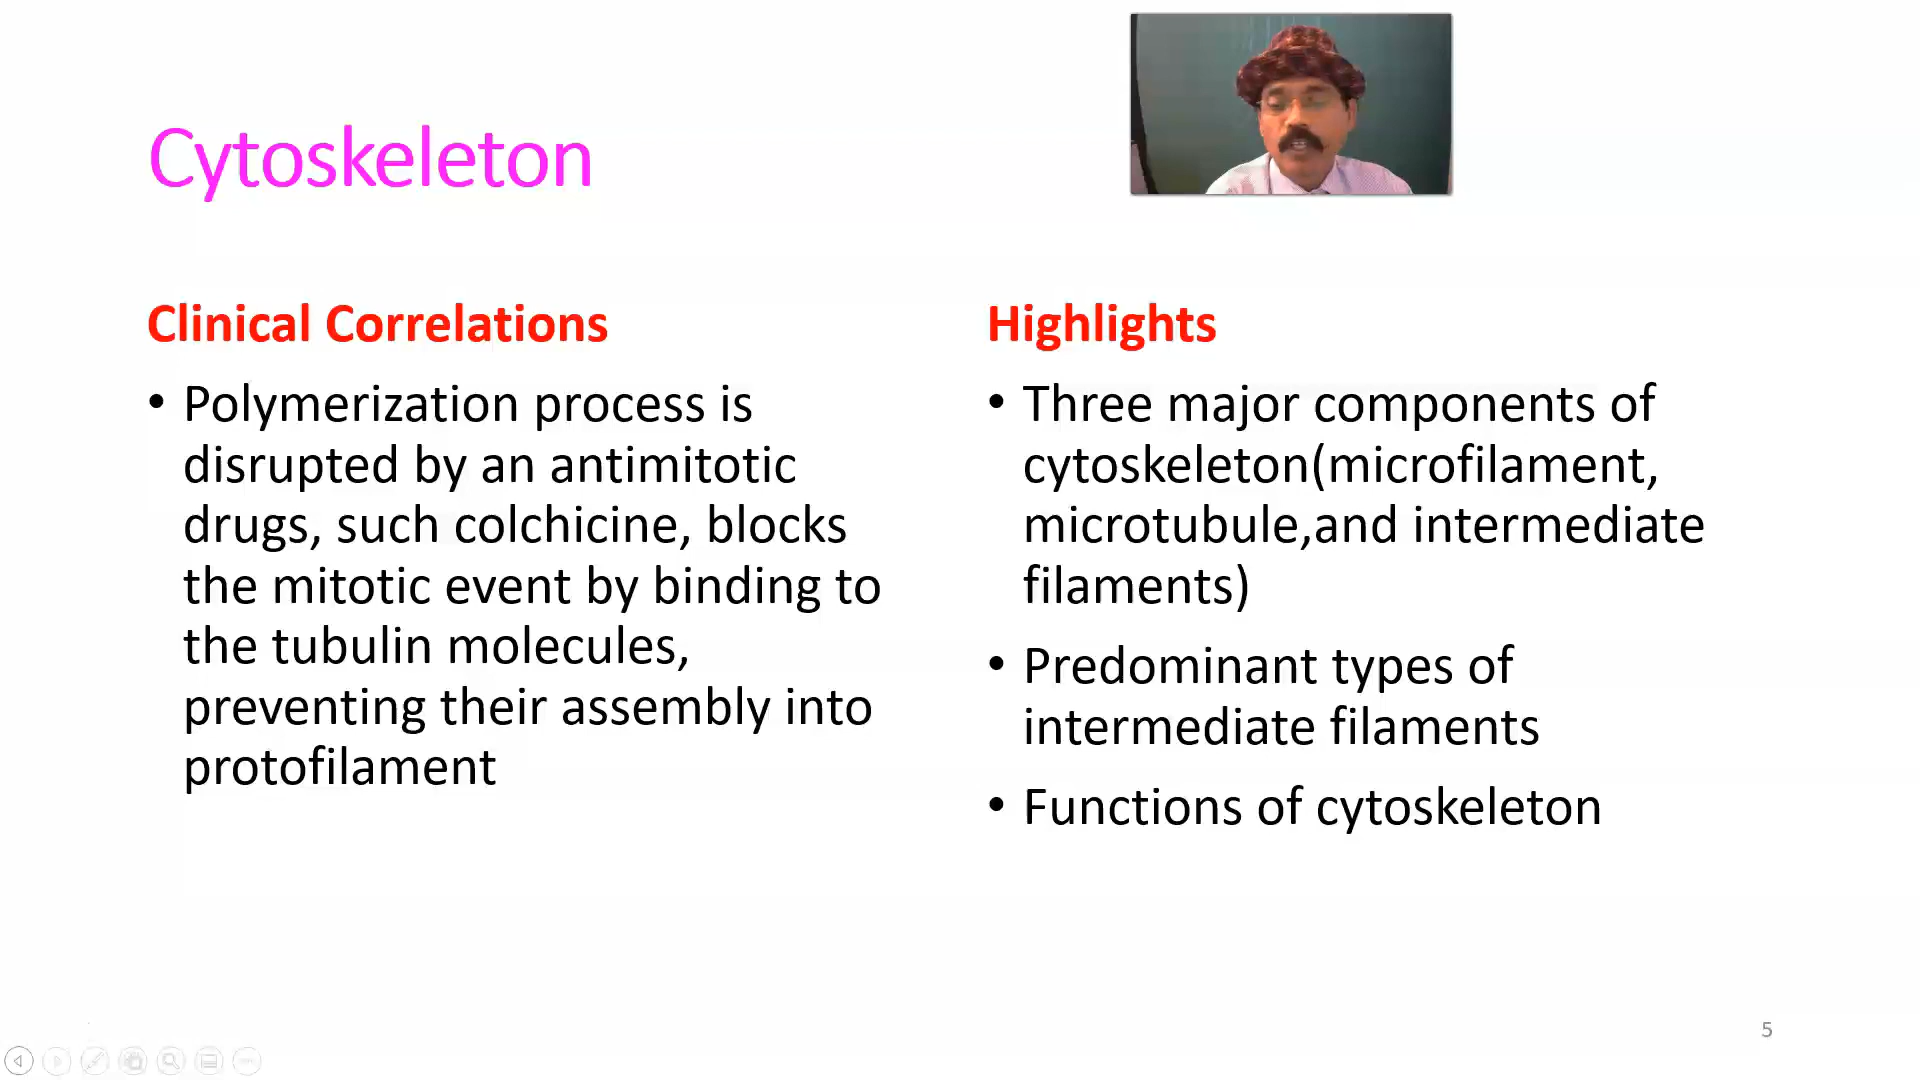 Cytoskeleton
Clinical Correlations
• Polymerization process is
disrupted by an antimitotic
drugs, such colchicine, blocks
the mitotic event by binding to
the tubulin molecules,
preventing their assembly into
protofilament
Highlights
• Three major components of
cytoskeleton(microfilament,
microtubule,and intermediate
filaments)
• Predominant types of
intermediate filaments
• Functions of cytoskeleton
5